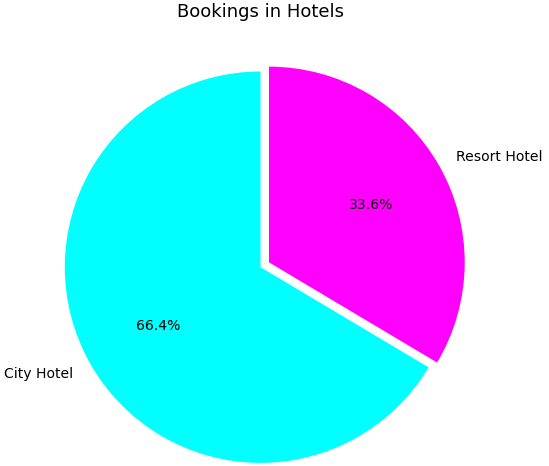 Bookings in Hotels
Resort Hotel
33.6%
66.4%
City Hotel